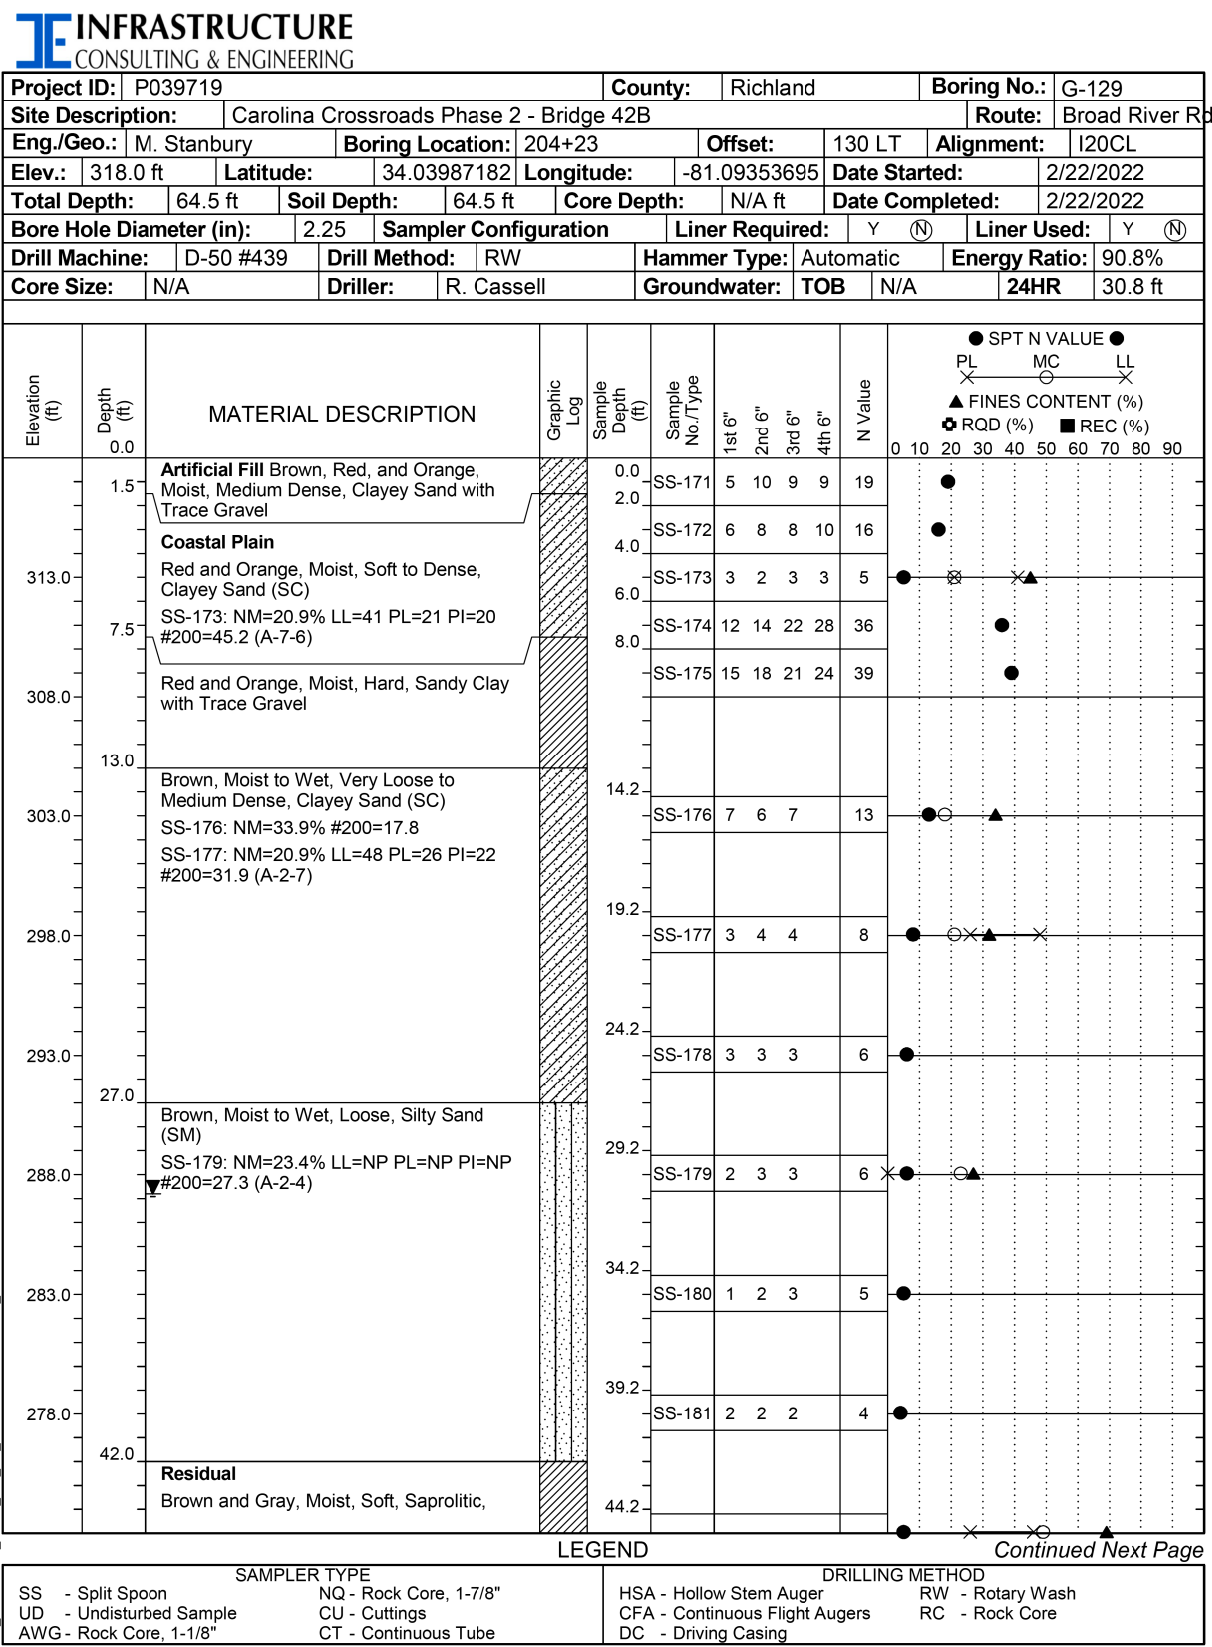 INFRASTRUCTURE
CONSULTING & ENGINEERING
Project ID: P039719 County: Richland Boring No.: G-129
Site Description: Carolina Crossroads Phase 2 - Bridge 42B Route: Broad River Rd
Eng./Geo.: M. Stanbury Boring Location: 204+23 Offset: 130 LT Alignment: I20CL
Elev.: 318.0 ft Latitude: 34.03987182 Longitude: -81.09353695 Date Started: 2/22/2022
Total Depth: 64.5 ft Soil Depth: 64.5 ft Core Depth: N/A ft Date Completed: 2/22/2022
Bore Hole Diameter (in): 2.25 Sampler Configuration Liner Required: Y N Liner Used: Y N
Drill Machine: D-50 #439 Drill Method: RW Hammer Type: Automatic Energy Ratio: 90.8%
Core Size: N/A Driller: R. Cassell Groundwater: TOB N/A 24HR 30.8 ft
Elevation (ft)
Depth (ft)
0.0
MATERIAL DESCRIPTION
Graphic Log
Sample Depth (ft)
Sample No./Type
1st 6"
2nd 6"
3rd 6"
4th 6"
N Value
SPT N VALUE
PL MC LL
FINES CONTENT (%)
RQD (%) REC (%)
0 10 20 30 40 50 60 70 80 90
Artificial Fill Brown, Red, and Orange,
Moist, Medium Dense, Clayey Sand with
Trace Gravel
1.5
0.0
SS-171 5 10 9 9 19
2.0
Coastal Plain
SS-172 6 8 8 10 16
4.0
Red and Orange, Moist, Soft to Dense,
Clayey Sand (SC)
313.0
SS-173 3 2 3 3 5
6.0
SS-173: NM=20.9% LL=41 PL=21 PI=20
#200=45.2 (A-7-6)
7.5
SS-174 12 14 22 28 36
8.0
Red and Orange, Moist, Hard, Sandy Clay
with Trace Gravel
SS-175 15 18 21 24 39
308.0
13.0
Brown, Moist to Wet, Very Loose to
Medium Dense, Clayey Sand (SC)
14.2
303.0
SS-176 7 6 7 13
SS-176: NM=33.9% #200=17.8
SS-177: NM=20.9% LL=48 PL=26 PI=22
#200=31.9 (A-2-7)
19.2
298.0
SS-177 3 4 4 8
24.2
293.0
SS-178 3 3 3 6
27.0
Brown, Moist to Wet, Loose, Silty Sand
(SM)
29.2
SS-179: NM=23.4% LL=NP PL=NP PI=NP
#200=27.3 (A-2-4)
288.0
SS-179 2 3 3 6
34.2
283.0
SS-180 1 2 3 5
39.2
278.0
SS-181 2 2 2 4
42.0
Residual
Brown and Gray, Moist, Soft, Saprolitic,
44.2
LEGEND
Continued Next Page
SAMPLER TYPE
SS - Split Spoon NQ - Rock Core, 1-7/8"
UD - Undisturbed Sample CU - Cuttings
AWG - Rock Core, 1-1/8" CT - Continuous Tube
DRILLING METHOD
HSA - Hollow Stem Auger RW - Rotary Wash
CFA - Continuous Flight Augers RC - Rock Core
DC - Driving Casing